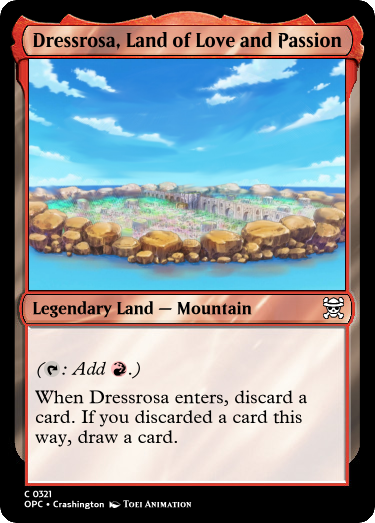 Dressrosa, Land of Love and Passion
Legendary Land — Mountain
(: Add .)
When Dressrosa enters, discard a
card. If you discarded a card this
way, draw a card.
C 0321
OPC • Crashington Toei Animation